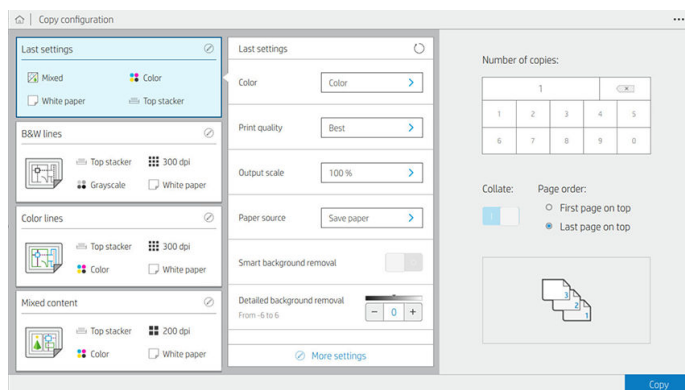 Copy configuration
Last settings
Mixed
Color
White paper
Top stacker
B&W lines
Top stacker
300 dpi
Grayscale
White paper
Color lines
Top stacker
300 dpi
Color
White paper
Mixed content
Top stacker
200 dpi
Color
White paper
Last settings
Color
Color
Print quality
Best
Output scale
100 %
Paper source
Save paper
Smart background removal
Detailed background removal
From -6 to 6
− 0 +
More settings
Number of copies:
1
1 2 3 4 5
6 7 8 9 0
Collate:
Page order:
First page on top
Last page on top
3
2
1
Copy